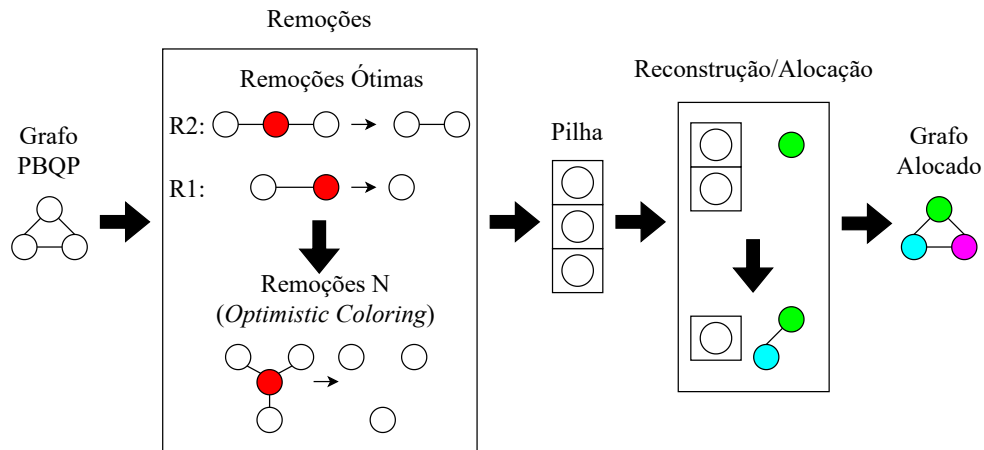 Remoções
Remoções Ótimas
R2:
R1:
Remoções N
(Optimistic Coloring)
Grafo
PBQP
Pilha
Reconstrução/Alocação
Grafo
Alocado